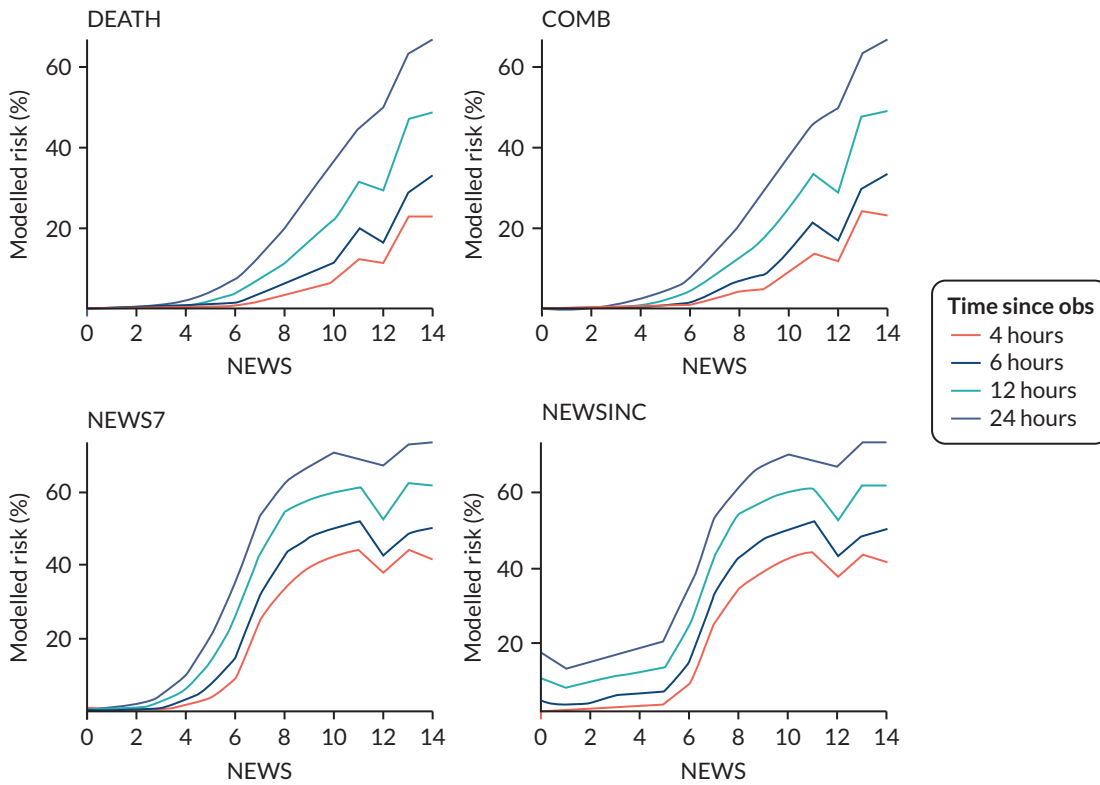 DEATH
Modelled risk (%)
60
40
20
0 2 4 6 8 10 12 14
NEWS
COMB
Modelled risk (%)
60
40
20
0 2 4 6 8 10 12 14
NEWS
NEWS7
Modelled risk (%)
60
40
20
0 2 4 6 8 10 12 14
NEWS
NEWSINC
Modelled risk (%)
60
40
20
0 2 4 6 8 10 12 14
NEWS
Time since obs
4 hours
6 hours
12 hours
24 hours